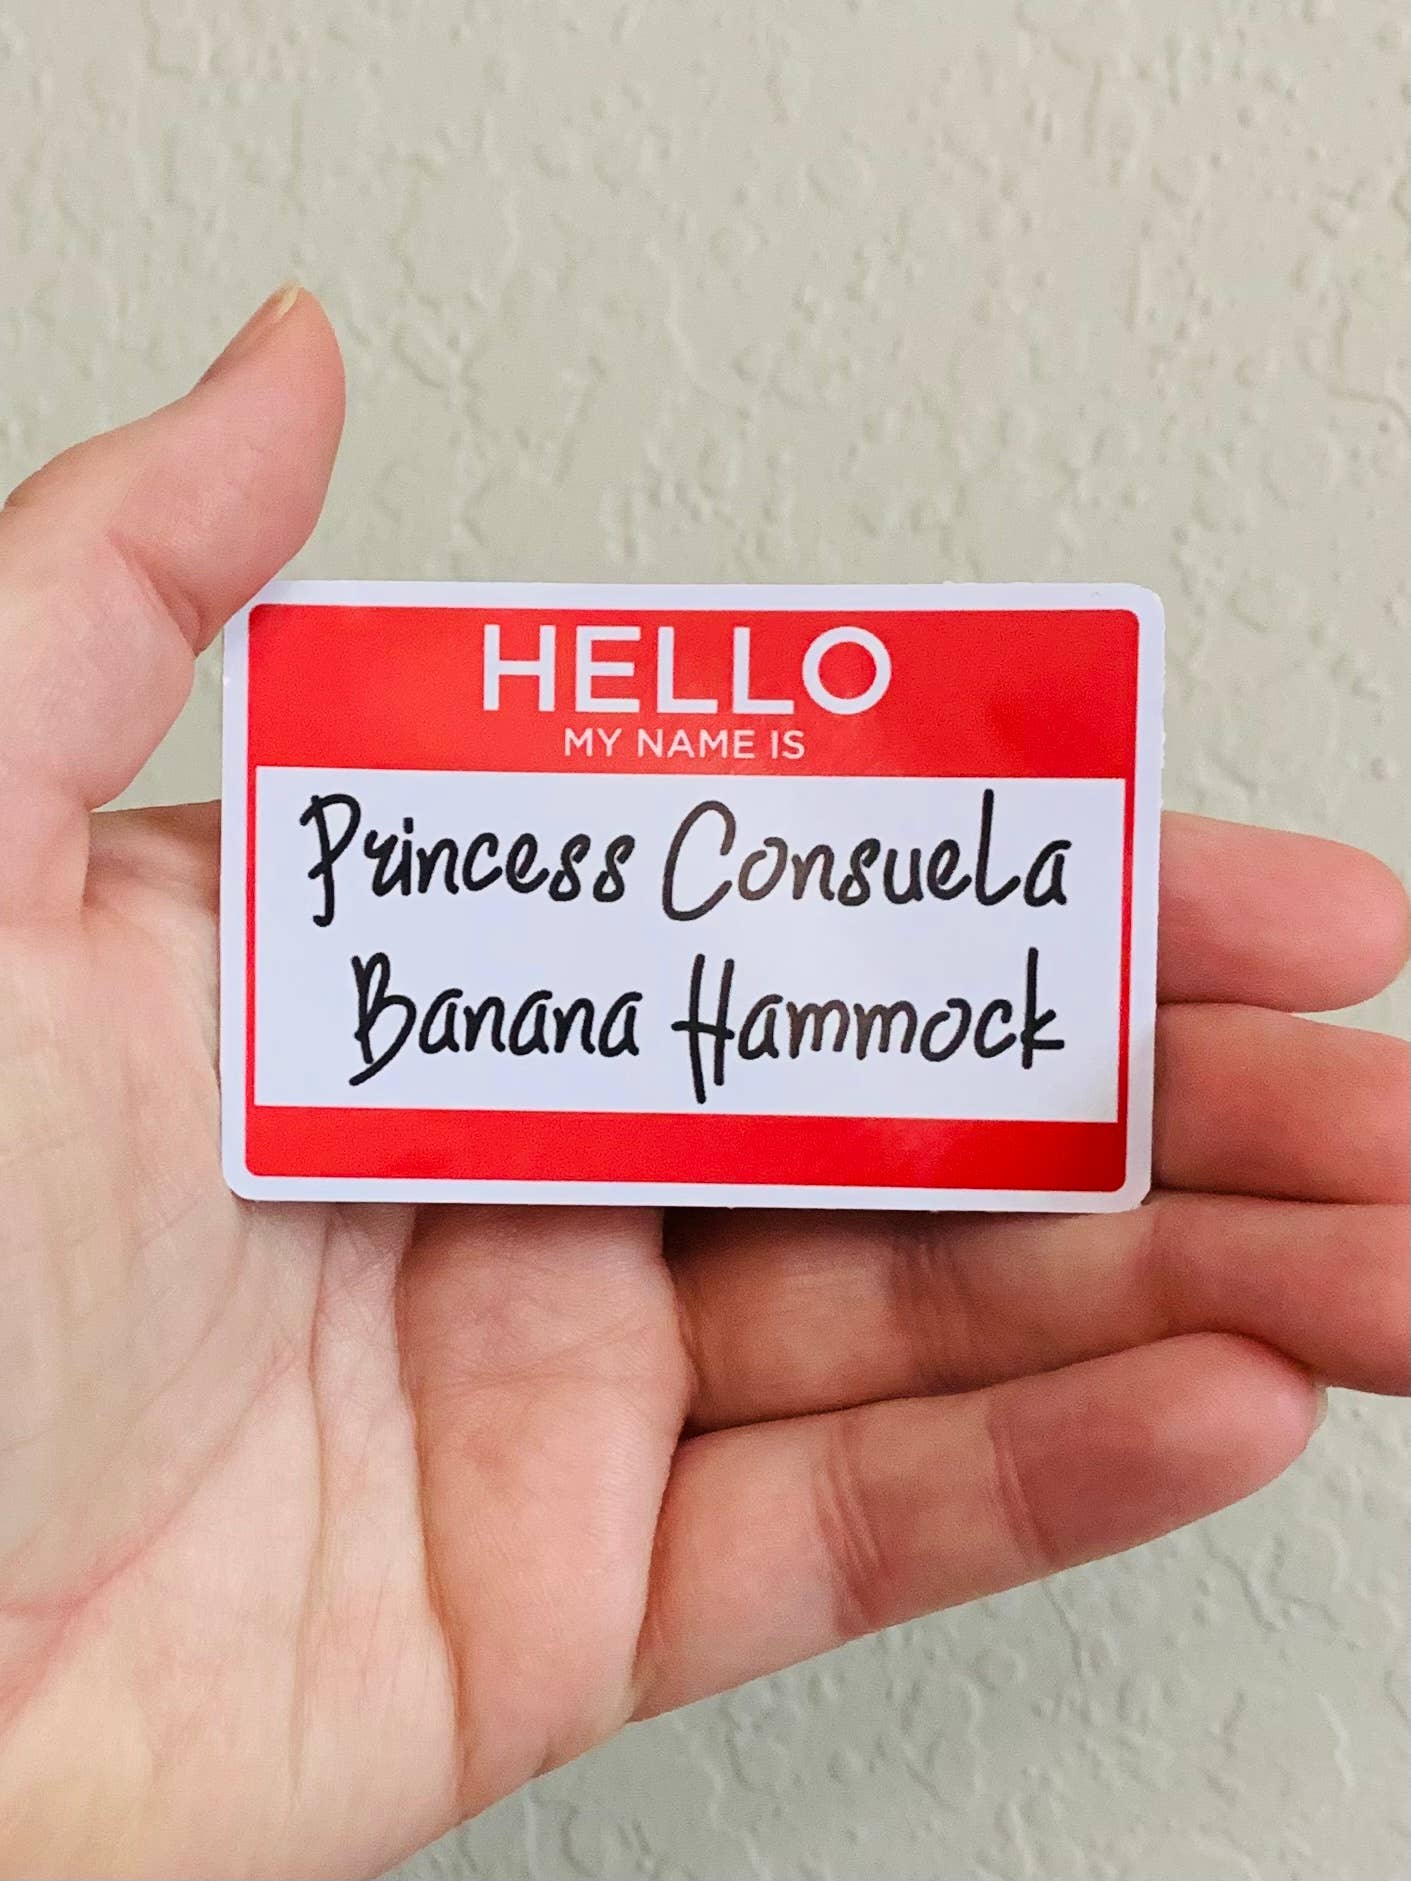 HELLO
MY NAME IS
Princess Consuela
Banana Hammock